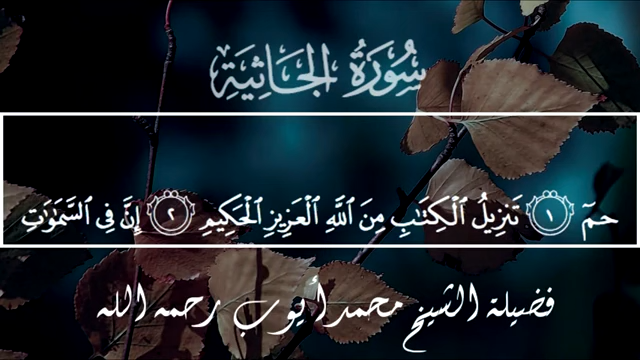 سُورَةُ الجَاثِيَةِ
حمٓ ١ تَنزِيلُ ٱلْكِتَٰبِ مِنَ ٱللَّهِ ٱلْعَزِيزِ ٱلْحَكِيمِ ٢ إِنَّ فِى ٱلسَّمَٰوَٰتِ
فضيلة الشيخ محمد أيوب رحمه الله